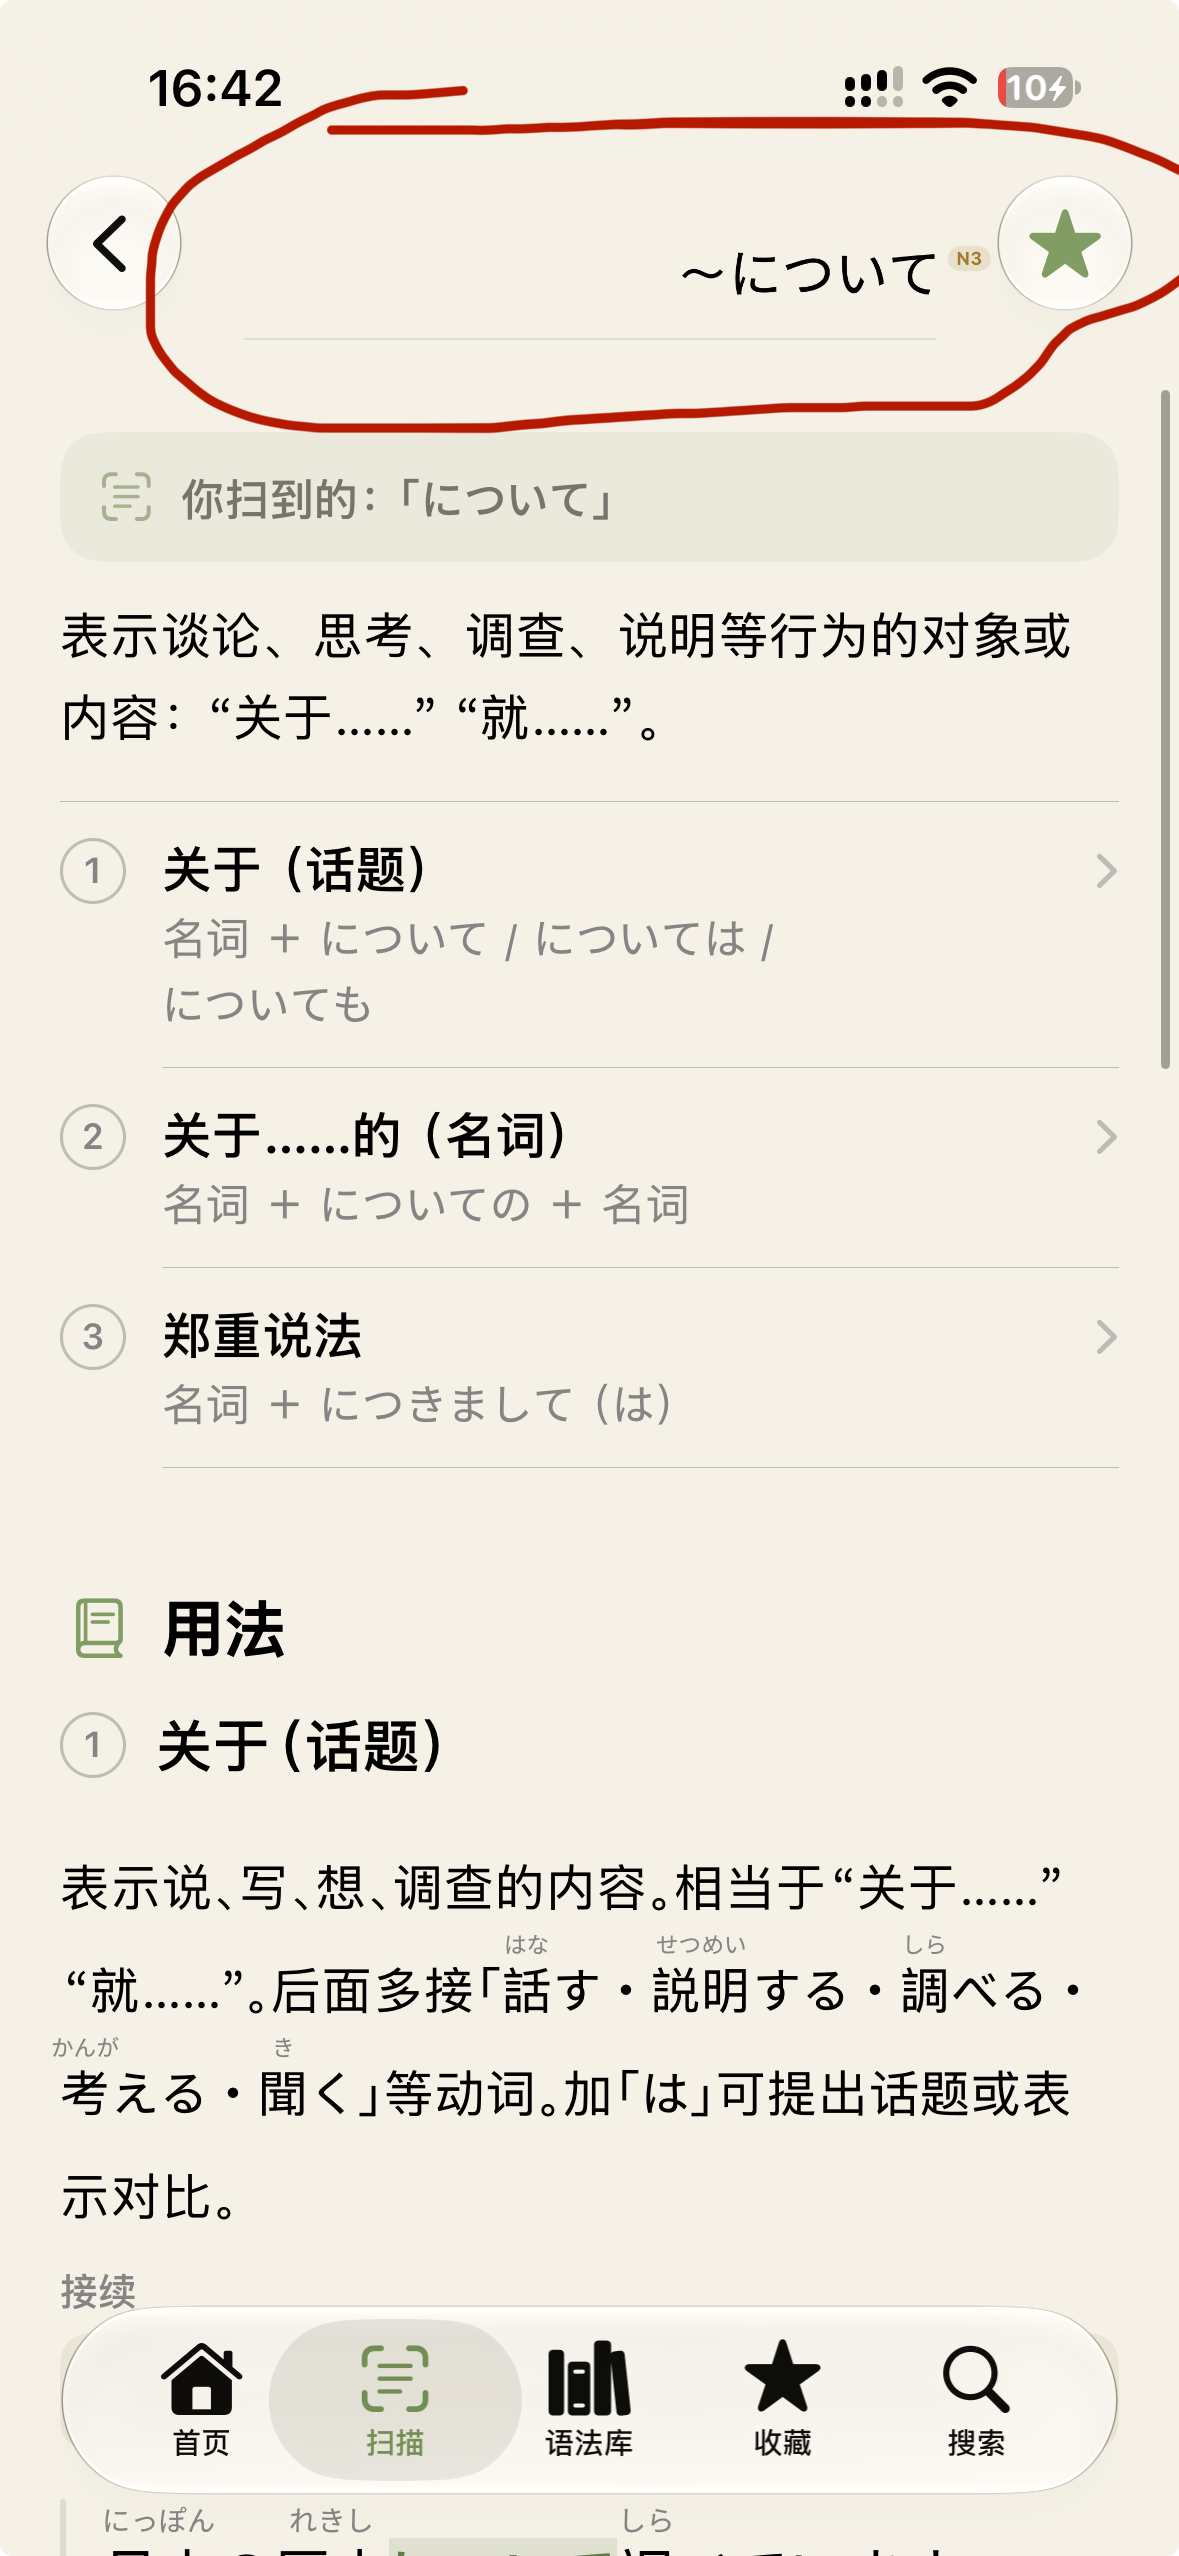 16:42
10
～について N3
你扫到的：「について」
表示谈论、思考、调查、说明等行为的对象或
内容：“关于……”“就……”。
1 关于（话题）
名词 ＋ について / については /
についても
2 关于……的（名词）
名词 ＋ についての ＋ 名词
3 郑重说法
名词 ＋ につきまして（は）
用法
1 关于（话题）
表示说、写、想、调查的内容。相当于“关于……”
はな せつめい しら
“就……”。后面多接「話す・説明する・調べる・
かんが き
考える・聞く」等动词。加「は」可提出话题或表
示对比。
接续
首页 扫描 语法库 收藏 搜索
にっぽん れきし しら